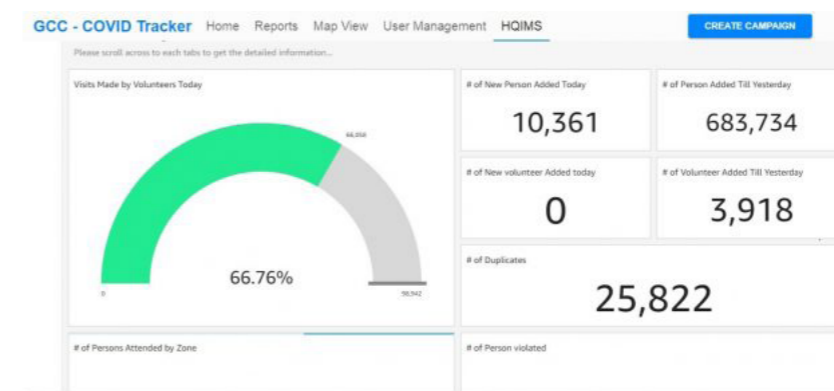 GCC - COVID Tracker Home Reports Map View User Management HQIMS CREATE CAMPAIGN
Please scroll across to each tabs to get the detailed information...
Visits Made by Volunteers Today
# of New Person Added Today
# of Person Added Till Yesterday
10,361
683,734
# of New volunteer Added today
# of Volunteer Added Till Yesterday
0
3,918
66.76%
0
# of Duplicates
25,822
# of Persons Attended by Zone
# of Person violated